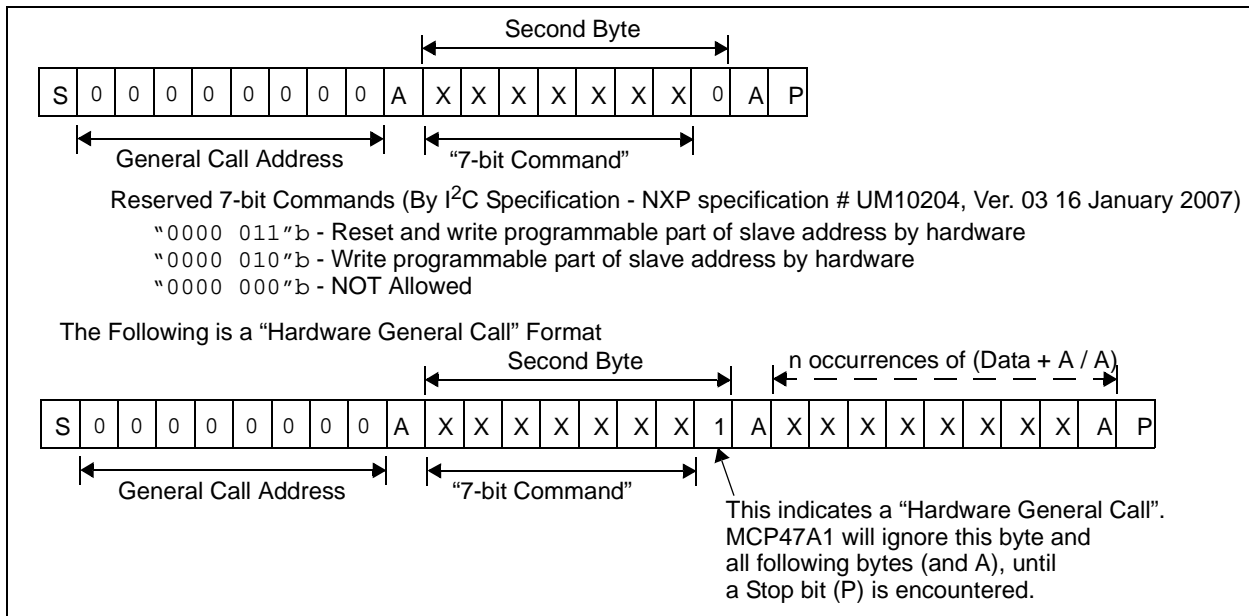 Second Byte
S 0 0 0 0 0 0 0 0 A X X X X X X X 0 A P
General Call Address “7-bit Command”
Reserved 7-bit Commands (By I2C Specification - NXP specification # UM10204, Ver. 03 16 January 2007)
“0000 011”b - Reset and write programmable part of slave address by hardware
“0000 010”b - Write programmable part of slave address by hardware
“0000 000”b - NOT Allowed
The Following is a “Hardware General Call” Format
Second Byte n occurrences of (Data + A / A)
S 0 0 0 0 0 0 0 0 A X X X X X X X 1 A X X X X X X X X A P
General Call Address “7-bit Command”
This indicates a “Hardware General Call”.
MCP47A1 will ignore this byte and
all following bytes (and A), until
a Stop bit (P) is encountered.